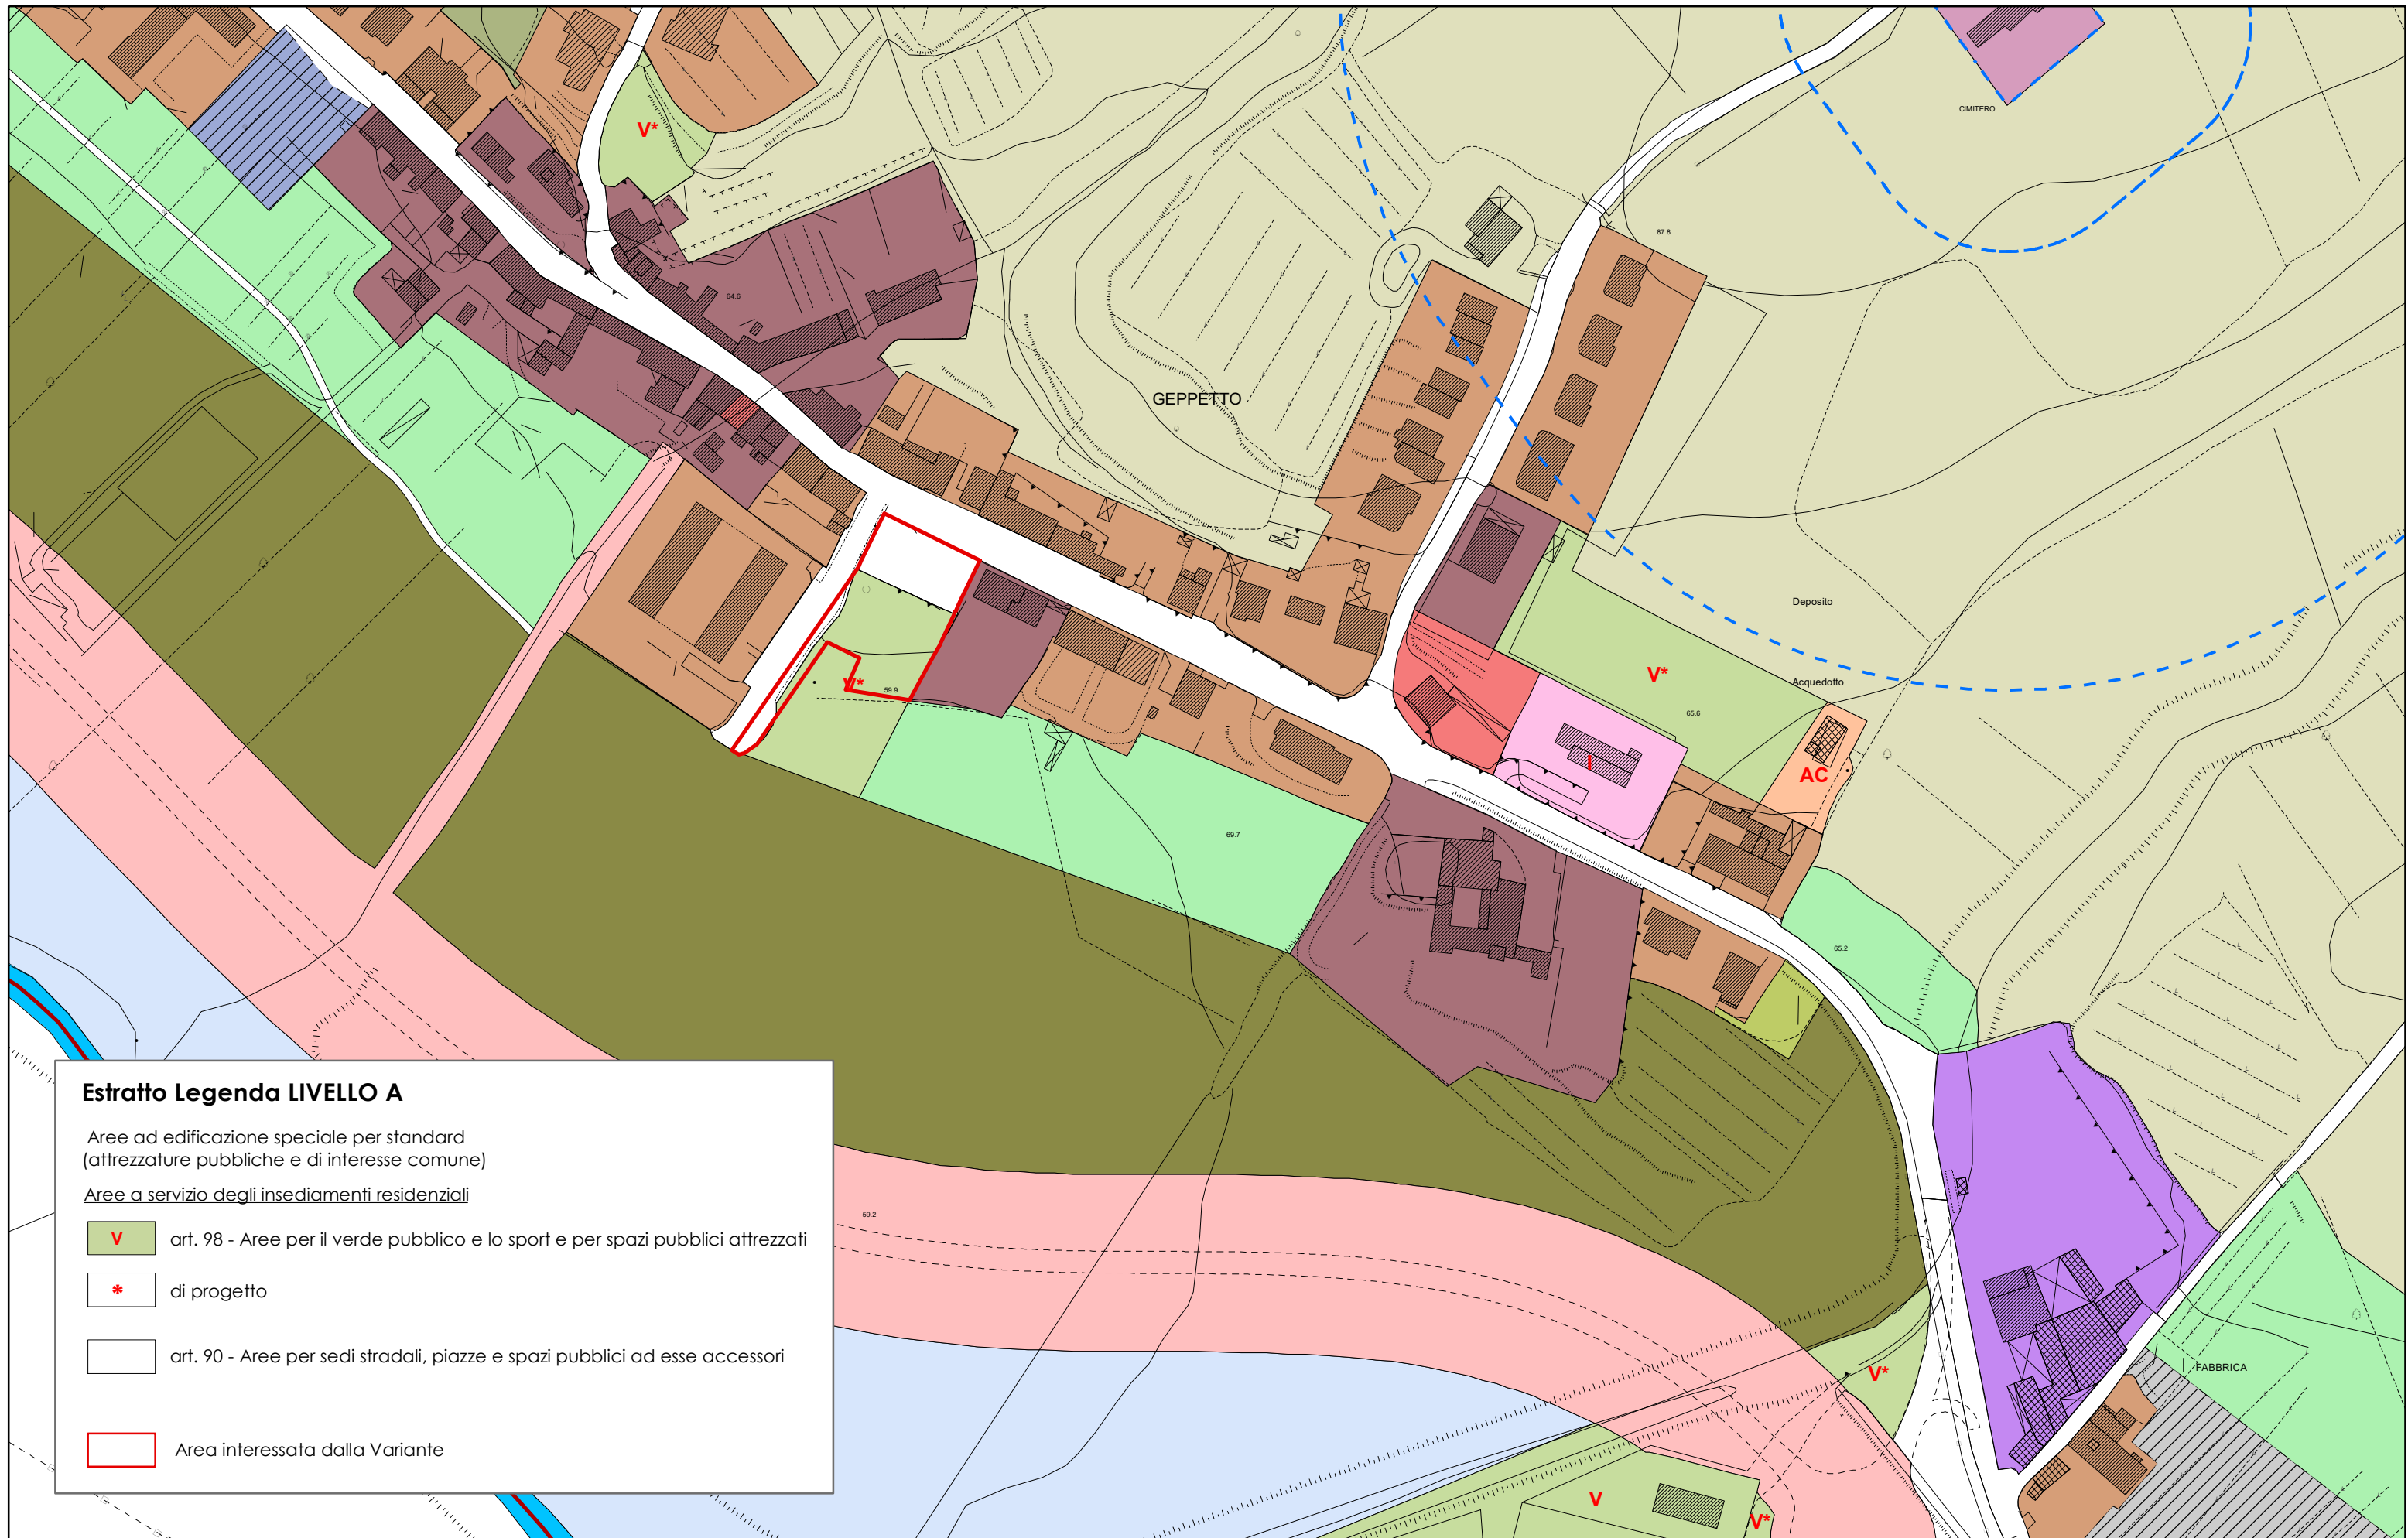 V*
CIMITERO
87.8
64.6
GEPPETTO
Deposito
V*
Acquedotto
V*
59.9
65.6
I
AC
69.7
65.2
59.2
Estratto Legenda LIVELLO A
Aree ad edificazione speciale per standard
(attrezzature pubbliche e di interesse comune)
Aree a servizio degli insediamenti residenziali
V art. 98 - Aree per il verde pubblico e lo sport e per spazi pubblici attrezzati
* di progetto
art. 90 - Aree per sedi stradali, piazze e spazi pubblici ad esse accessori
Area interessata dalla Variante
V*
FABBRICA
V
V*